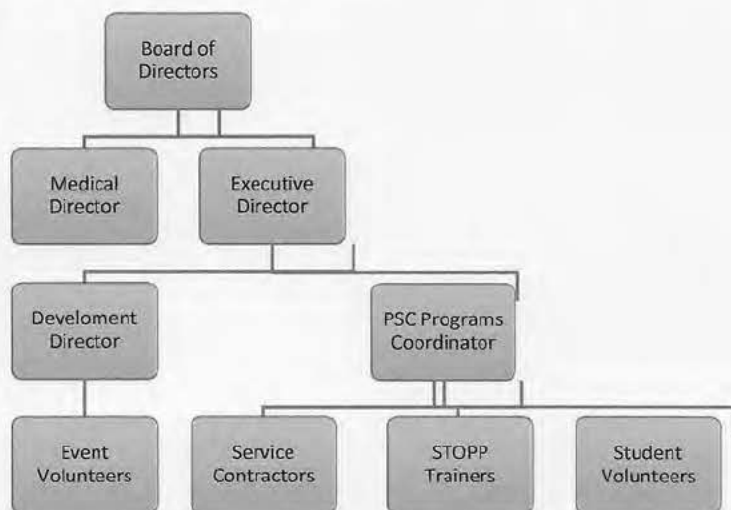 Board of
Directors
Medical
Director
Executive
Director
Develoment
Director
PSC Programs
Coordinator
Event
Volunteers
Service
Contractors
STOPP
Trainers
Student
Volunteers